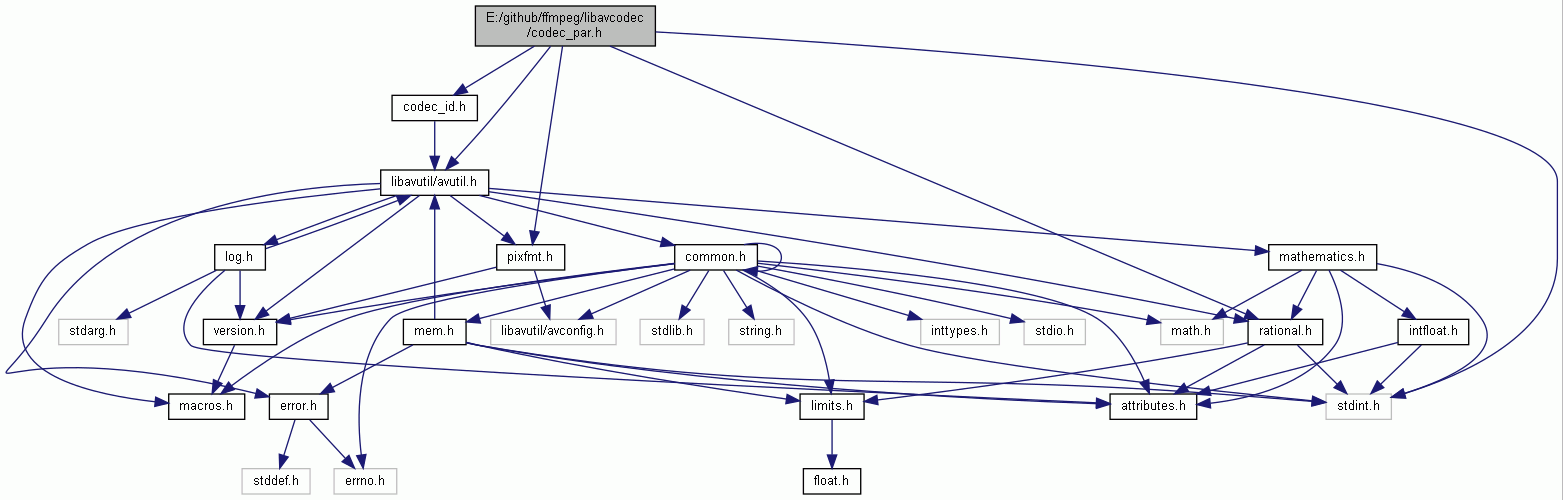 E:/github/ffmpeg/libavcodec
/codec_par.h
codec_id.h
libavutil/avutil.h
log.h
pixfmt.h
common.h
mathematics.h
stdarg.h
version.h
mem.h
libavutil/avconfig.h
stdlib.h
string.h
inttypes.h
stdio.h
math.h
rational.h
intfloat.h
macros.h
error.h
limits.h
attributes.h
stdint.h
stddef.h
errno.h
float.h